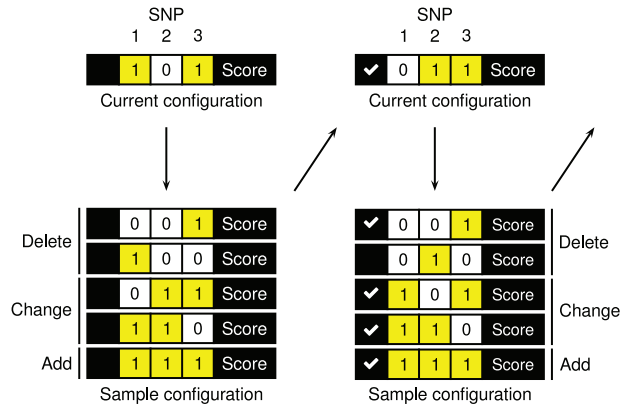 SNP SNP
1 2 3 1 2 3
1 0 1 Score ✓ 0 1 1 Score
Current configuration Current configuration
Delete 0 0 1 Score ✓ 0 0 1 Score Delete
1 0 0 Score 0 1 0 Score
Change 0 1 1 Score ✓ 1 0 1 Score Change
1 1 0 Score ✓ 1 1 0 Score
Add 1 1 1 Score ✓ 1 1 1 Score Add
Sample configuration Sample configuration